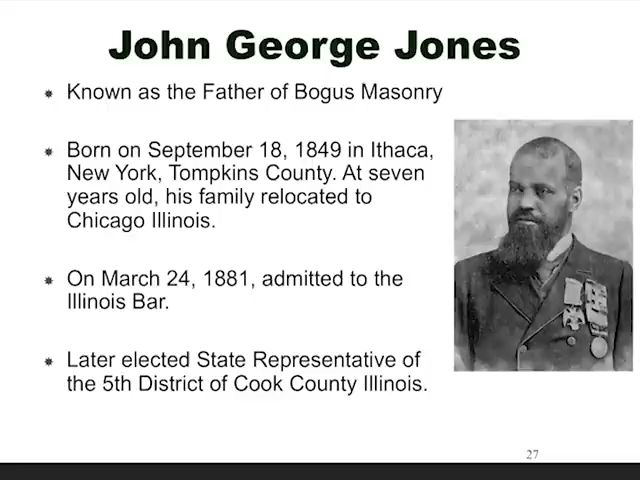 John George Jones
Known as the Father of Bogus Masonry
Born on September 18, 1849 in Ithaca,
New York, Tompkins County. At seven
years old, his family relocated to
Chicago Illinois.
On March 24, 1881, admitted to the
Illinois Bar.
Later elected State Representative of
the 5th District of Cook County Illinois.
27